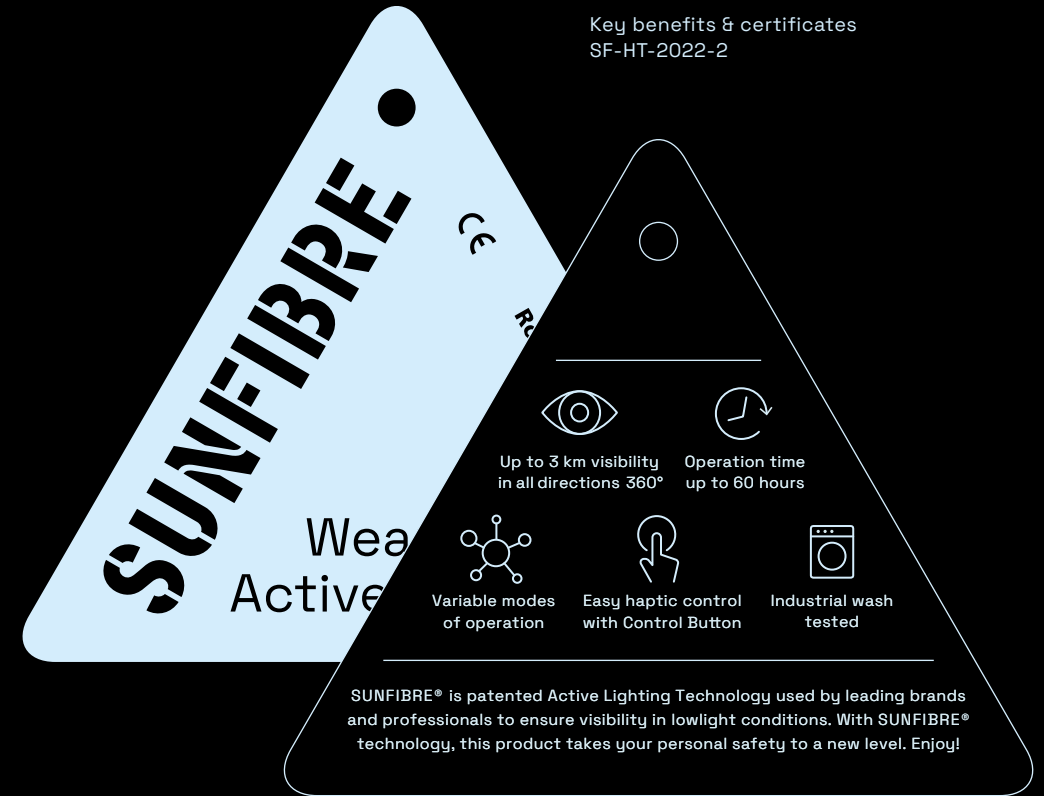 Key benefits & certificates
SF-HT-2022-2
SUNFIBRE
CE
Wea
Active
Up to 3 km visibility
in all directions 360°
Operation time
up to 60 hours
Variable modes
of operation
Easy haptic control
with Control Button
Industrial wash
tested
SUNFIBRE® is patented Active Lighting Technology used by leading brands
and professionals to ensure visibility in lowlight conditions. With SUNFIBRE®
technology, this product takes your personal safety to a new level. Enjoy!